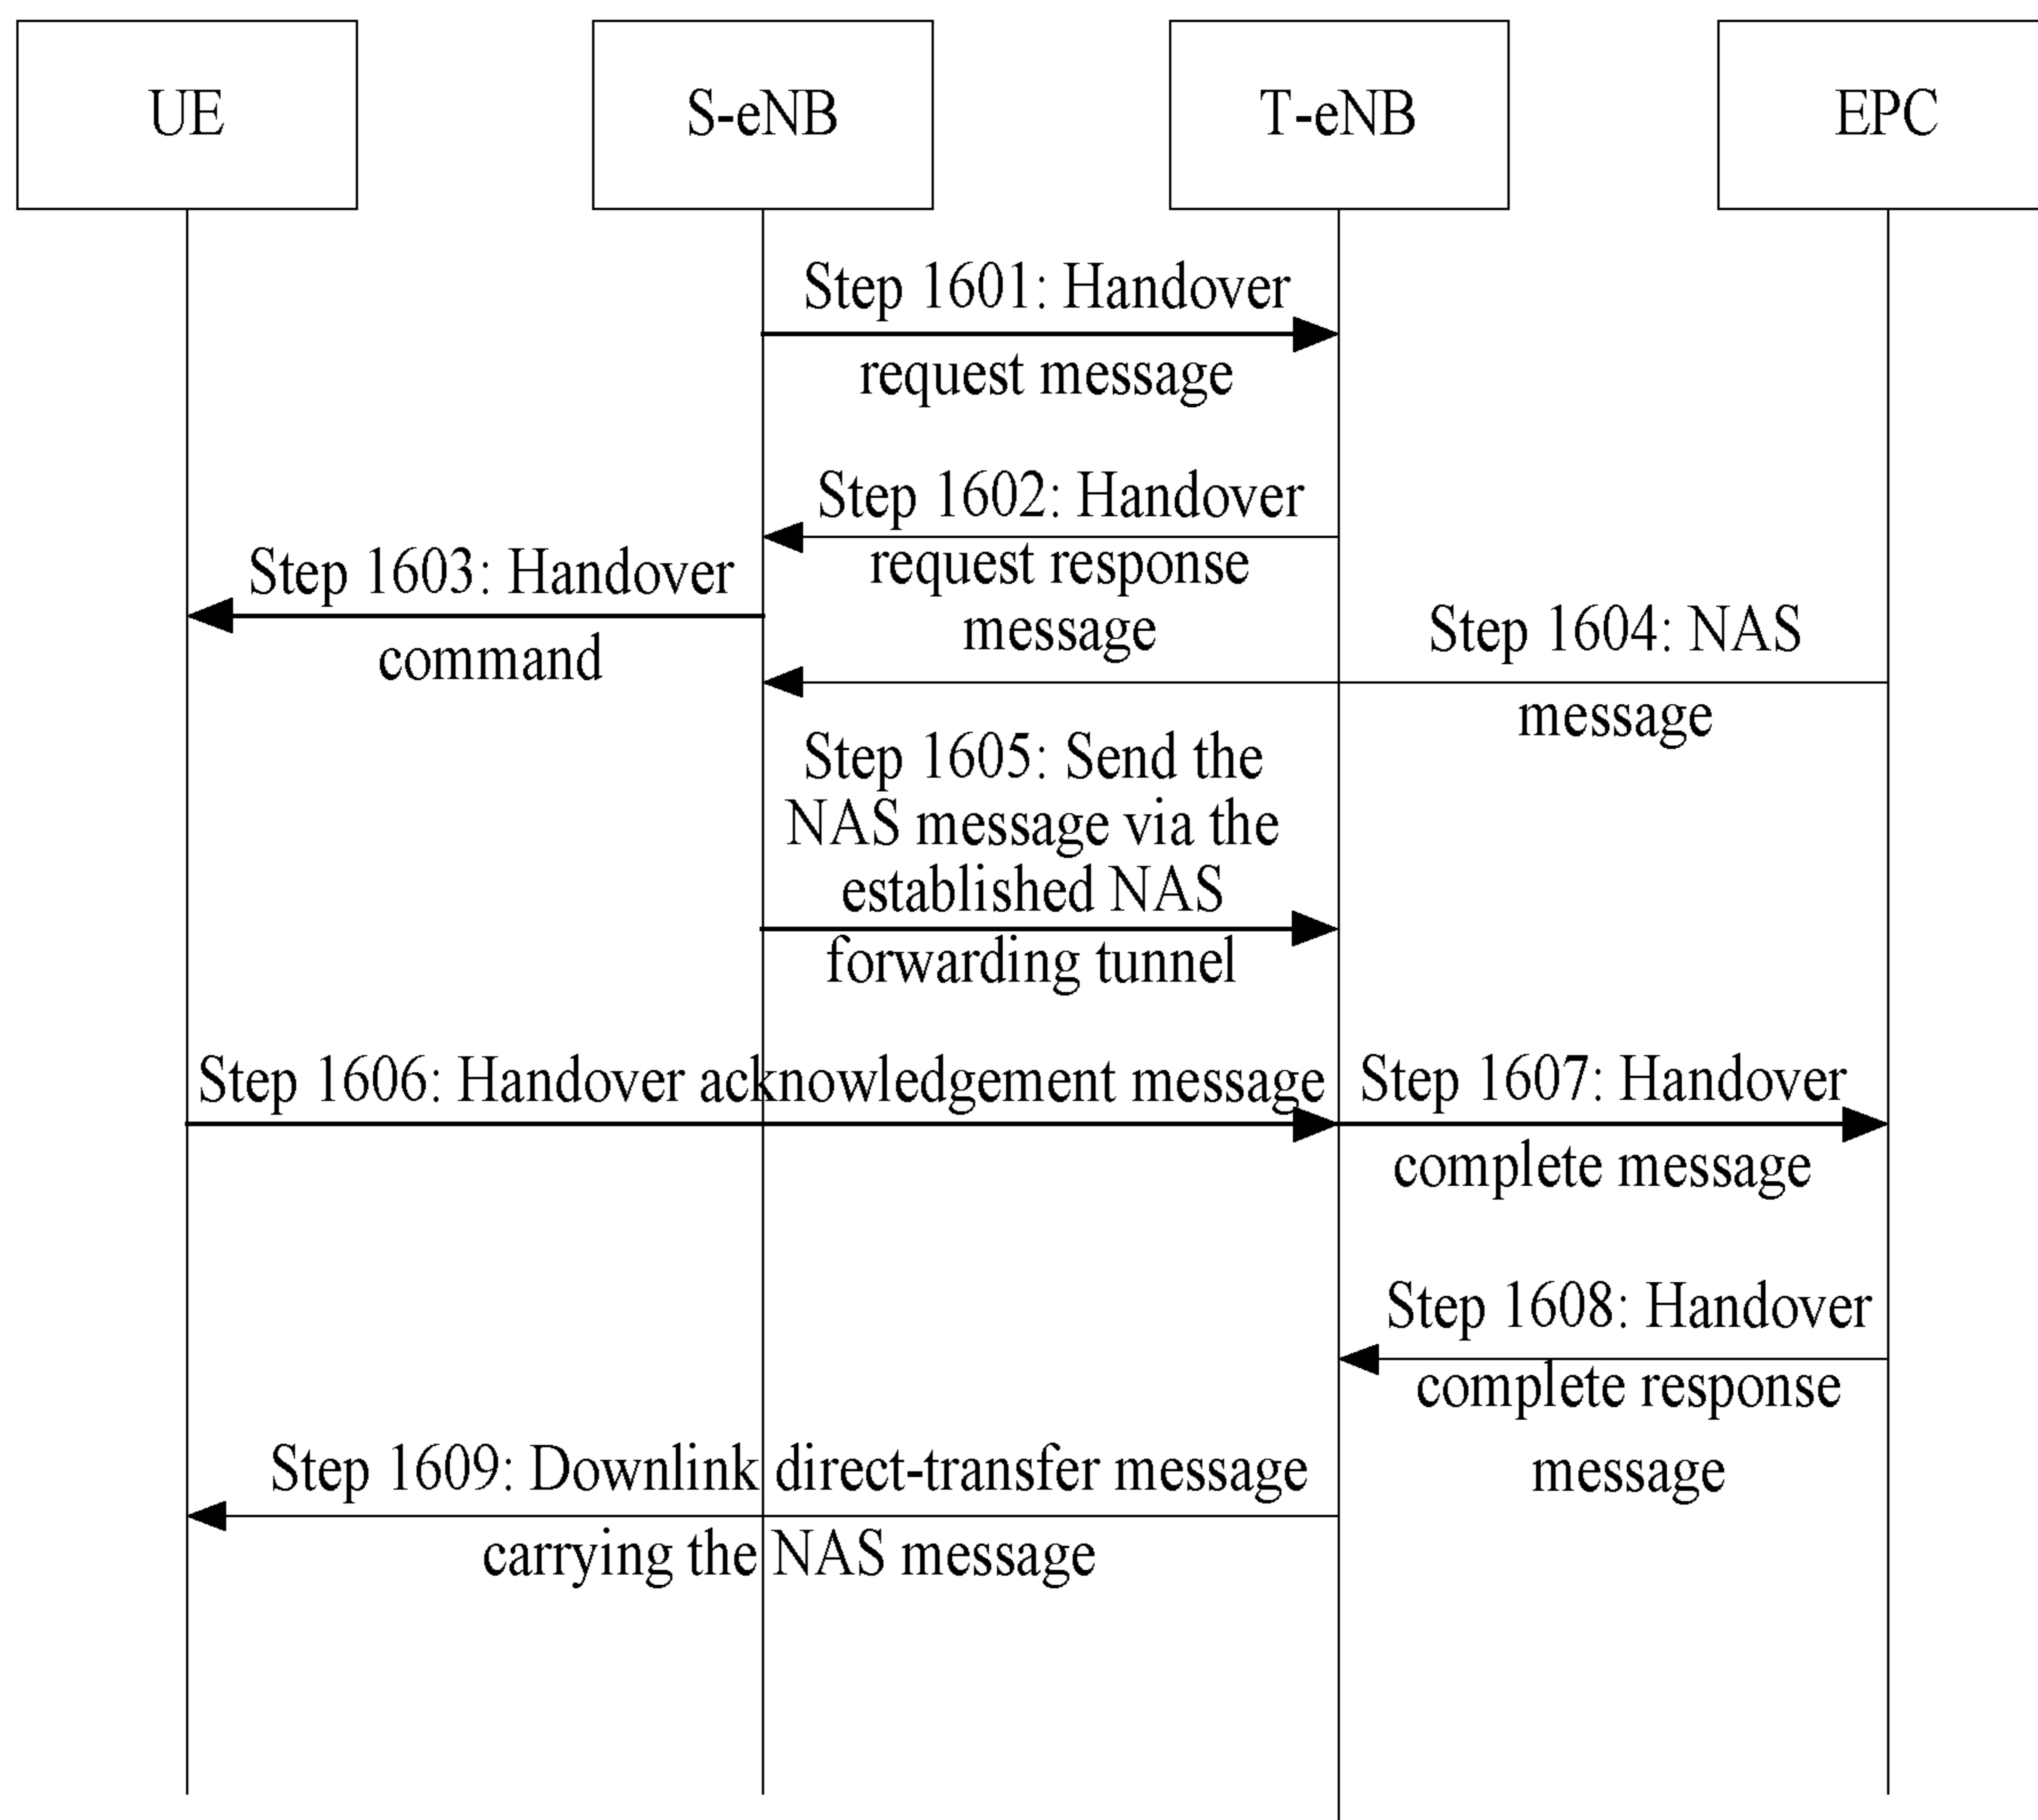 UE
S-eNB
T-eNB
EPC
Step 1601: Handover
request message
Step 1602: Handover
request response
message
Step 1603: Handover
command
Step 1604: NAS
message
Step 1605: Send the
NAS message via the
established NAS
forwarding tunnel
Step 1606: Handover acknowledgement message
Step 1607: Handover
complete message
Step 1608: Handover
complete response
message
Step 1609: Downlink direct-transfer message
carrying the NAS message